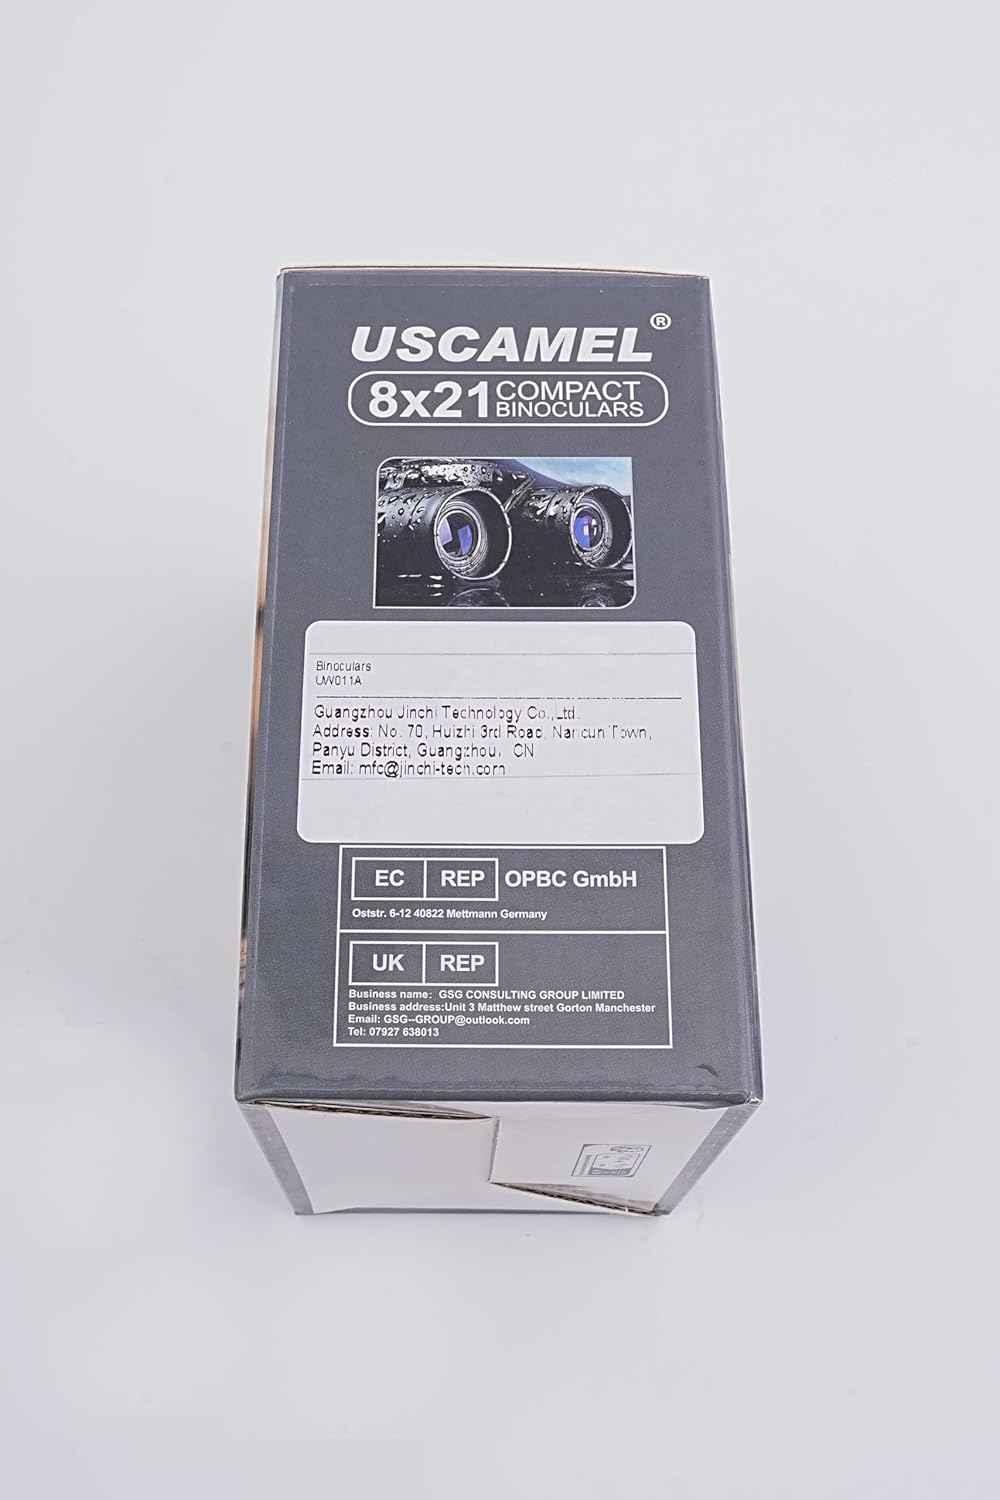 USCAMEL®
8x21 COMPACT BINOCULARS
Binoculars
UW011A
Guangzhou Jinchi Technology Co.,Ltd.
Address: No. 70, Huizhi 3rd Road, Nancun Town,
Panyu District, Guangzhou, CN
Email: mfc@jinchi-tech.com
EC REP OPBC GmbH
Oststr. 6-12 40822 Mettmann Germany
UK REP
Business name: GSG CONSULTING GROUP LIMITED
Business address:Unit 3 Matthew street Gorton Manchester
Email: GSG--GROUP@outlook.com
Tel: 07927 638013